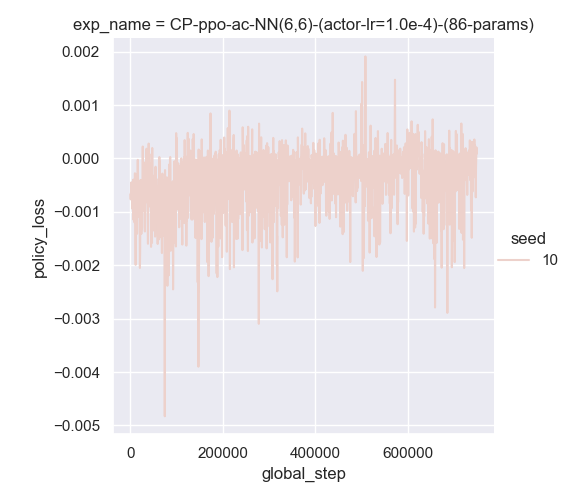 exp_name = CP-ppo-ac-NN(6,6)-(actor-lr=1.0e-4)-(86-params)
0.002
0.001
0.000
−0.001
−0.002
−0.003
−0.004
−0.005
policy_loss
0 200000 400000 600000
global_step
seed
10